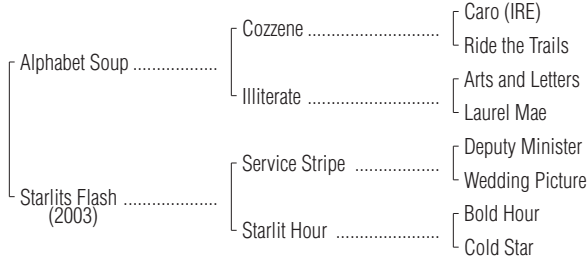 Caro (IRE)
Cozzene ........................
Ride the Trails
Alphabet Soup .................
Arts and Letters
Illiterate ........................
Laurel Mae
Deputy Minister
Service Stripe ...............
Wedding Picture
Starlits Flash ...................
(2003)
Bold Hour
Starlit Hour ...................
Cold Star